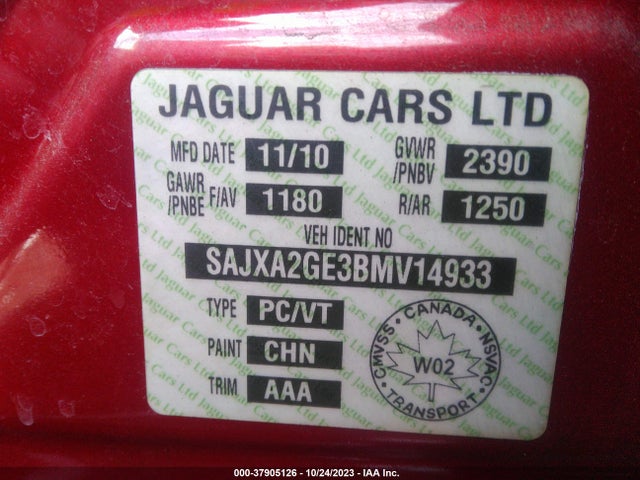 JAGUAR CARS LTD
MFD DATE 11/10 GVWR /PNBV 2390
GAWR /PNBE F/AV 1180 R/AR 1250
VEH IDENT NO
SAJXA2GE3BMV14933
TYPE PC/VT
PAINT CHN
TRIM AAA
CANADA
CMVSS NSVAC
W02
TRANSPORT
000-37905126 - 10/24/2023 - IAA Inc.